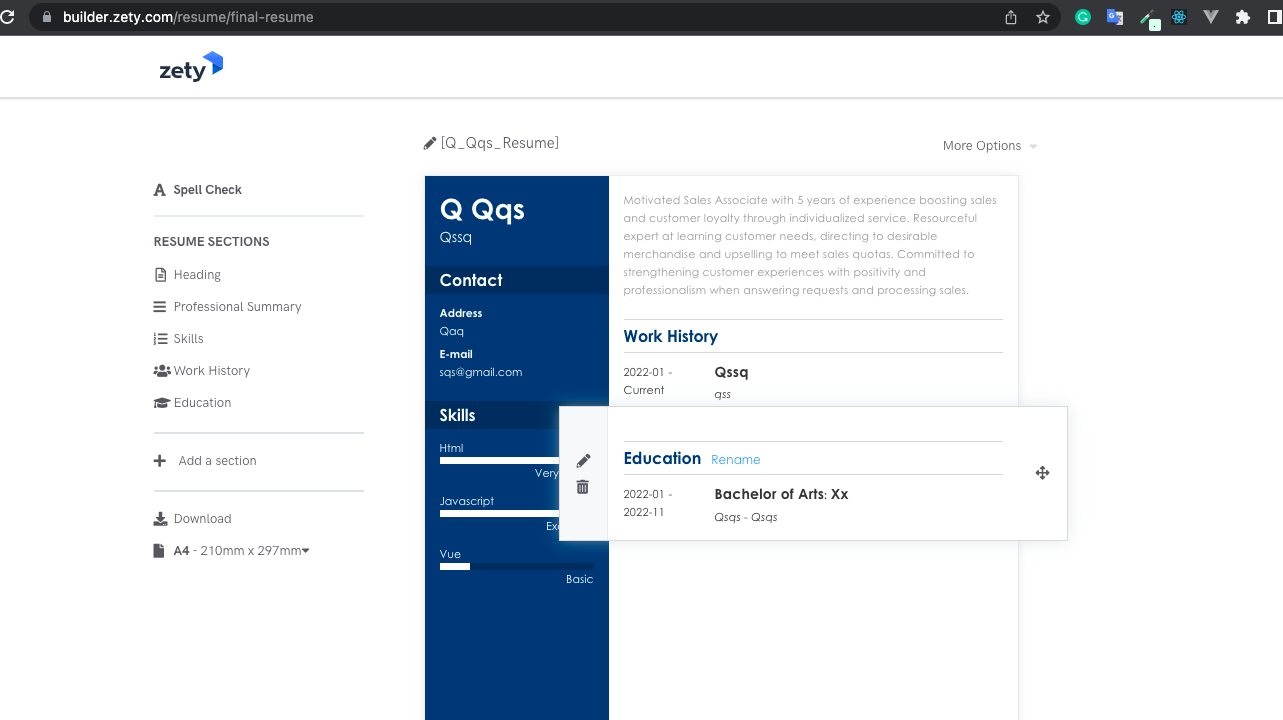 builder.zety.com/resume/final-resume
zety
[Q_Qqs_Resume]
More Options
Spell Check
RESUME SECTIONS
Heading
Professional Summary
Skills
Work History
Education
Add a section
Download
A4 - 210mm x 297mm
Q Qqs
Qssq
Contact
Address
Qaq
E-mail
sqs@gmail.com
Skills
Html
Very
Javascript
Vue
Basic
Motivated Sales Associate with 5 years of experience boosting sales
and customer loyalty through individualized service. Resourceful
expert at learning customer needs, directing to desirable
merchandise and upselling to meet sales quotas. Committed to
strengthening customer experiences with positivity and
professionalism when answering requests and processing sales.
Work History
2022-01 -
Current
Qssq
qss
Education Rename
2022-01 -
2022-11
Bachelor of Arts: Xx
Qsqs - Qsqs